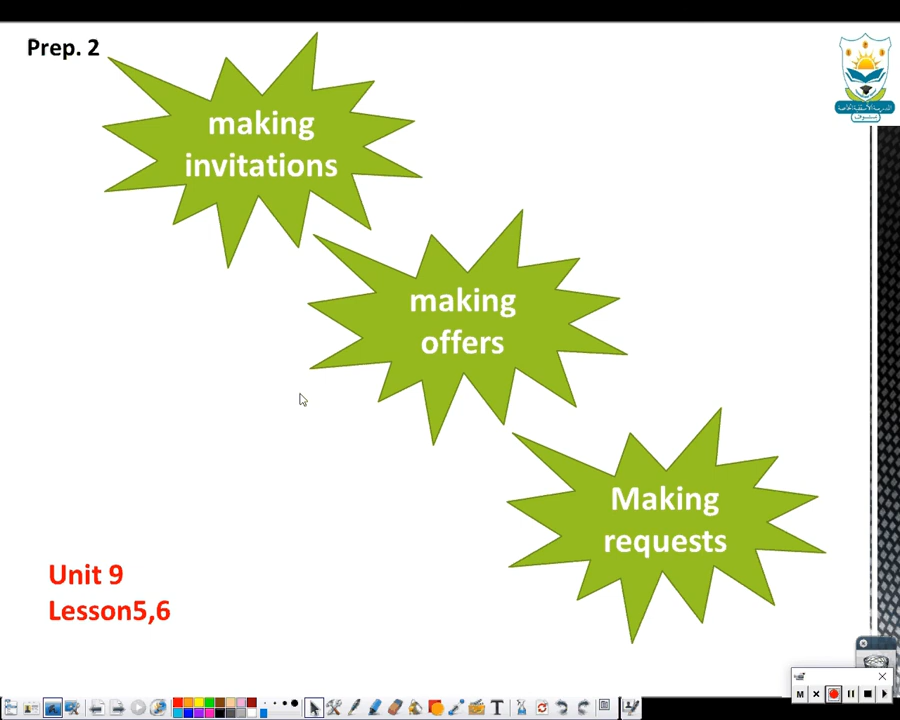 Prep. 2
making
invitations
making
offers
Making
requests
Unit 9
Lesson5,6
M
T